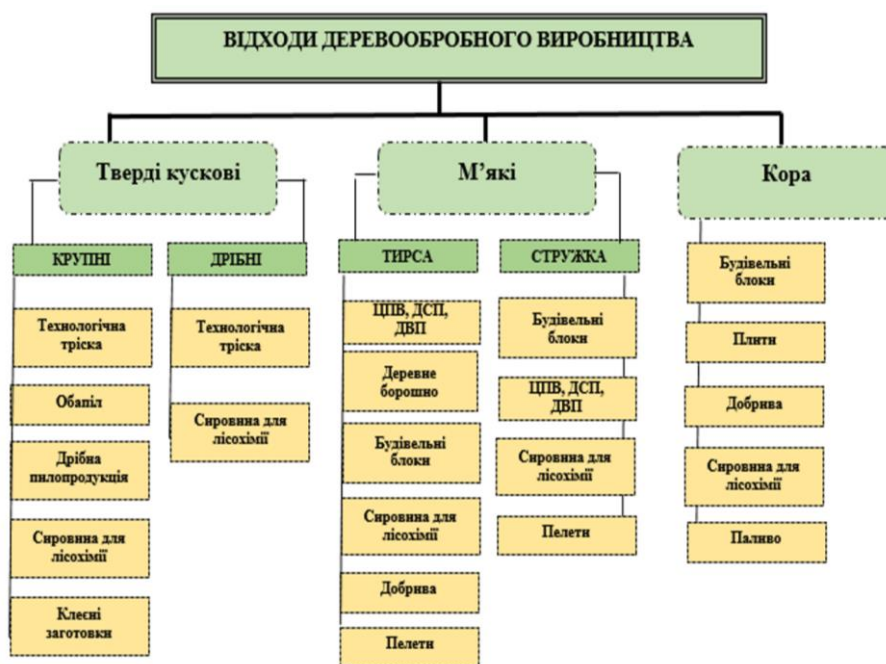 ВІДХОДИ ДЕРЕВООБРОБНОГО ВИРОБНИЦТВА
Тверді кускові
М’які
Кора
КРУПНІ
ДРІБНІ
ТИРСА
СТРУЖКА
Технологічна
тріска
Обапіл
Дрібна
пилопродукція
Сировина для
лісохімії
Клеєні
заготовки
Технологічна
тріска
Сировина для
лісохімії
ЦПВ, ДСП,
ДВП
Деревне
борошно
Будівельні
блоки
Сировина для
лісохімії
Добрива
Пелети
Будівельні
блоки
ЦПВ, ДСП,
ДВП
Сировина для
лісохімії
Пелети
Будівельні
блоки
Плити
Добрива
Сировина для
лісохімії
Паливо